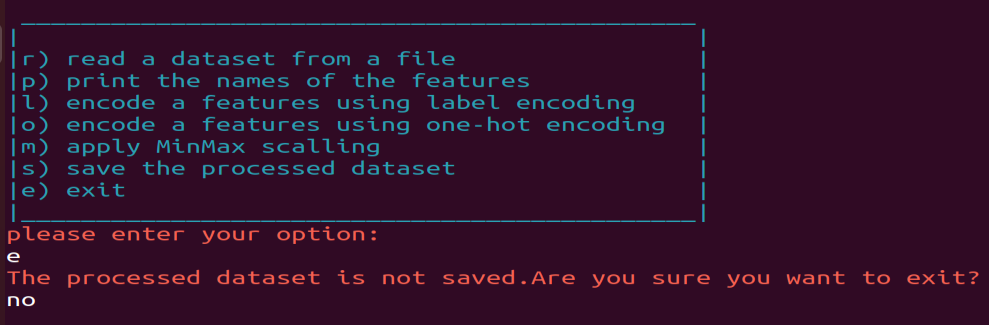 r) read a dataset from a file
p) print the names of the features
l) encode a features using label encoding
o) encode a features using one-hot encoding
m) apply MinMax scalling
s) save the processed dataset
e) exit
please enter your option:
e
The processed dataset is not saved.Are you sure you want to exit?
no